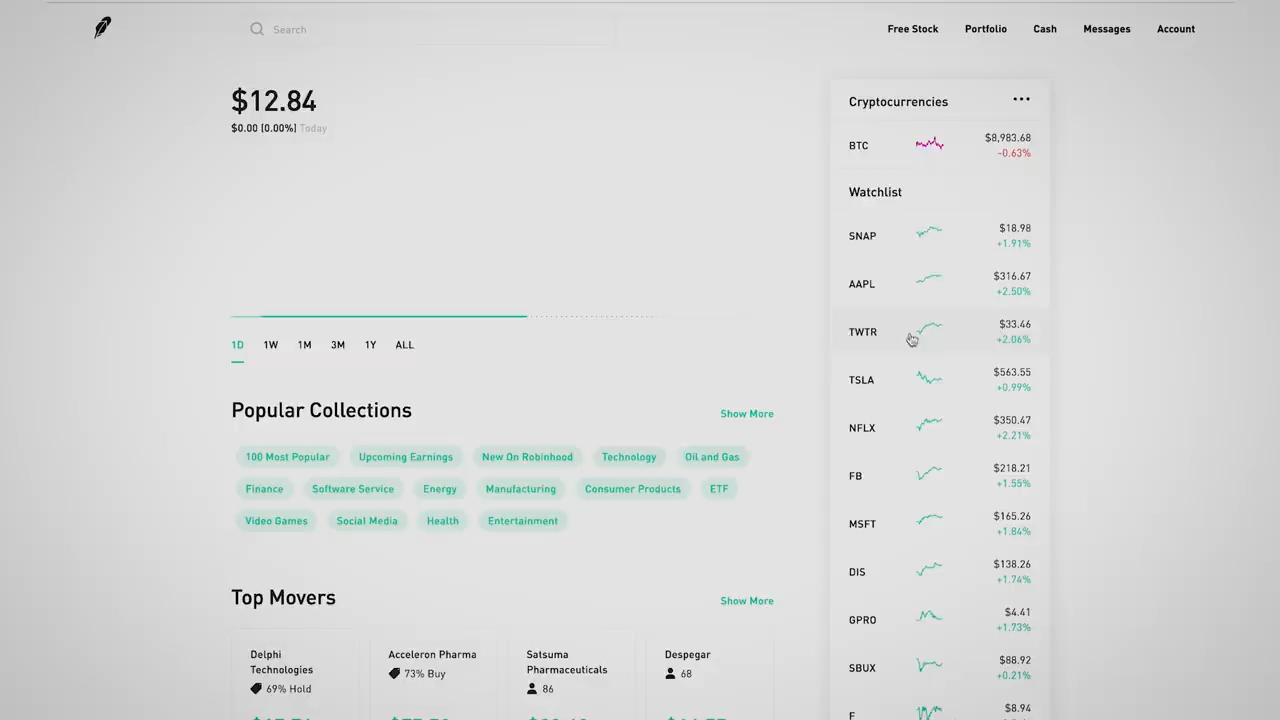 Search
Free Stock
Portfolio
Cash
Messages
Account
$12.84
$0.00 (0.00%) Today
1D
1W
1M
3M
1Y
ALL
Popular Collections
Show More
100 Most Popular
Upcoming Earnings
New On Robinhood
Technology
Oil and Gas
Finance
Software Service
Energy
Manufacturing
Consumer Products
ETF
Video Games
Social Media
Health
Entertainment
Top Movers
Show More
Delphi
Technologies
69% Hold
Acceleron Pharma
73% Buy
Satsuma
Pharmaceuticals
86
Despegar
68
Cryptocurrencies
BTC
$8,983.68
-0.63%
Watchlist
SNAP
$18.98
+1.91%
AAPL
$316.67
+2.50%
TWTR
$33.46
+2.06%
TSLA
$563.55
+0.99%
NFLX
$350.47
+2.21%
FB
$218.21
+1.55%
MSFT
$165.26
+1.84%
DIS
$138.26
+1.74%
GPRO
$4.41
+1.73%
SBUX
$88.92
+0.21%
F
$8.94